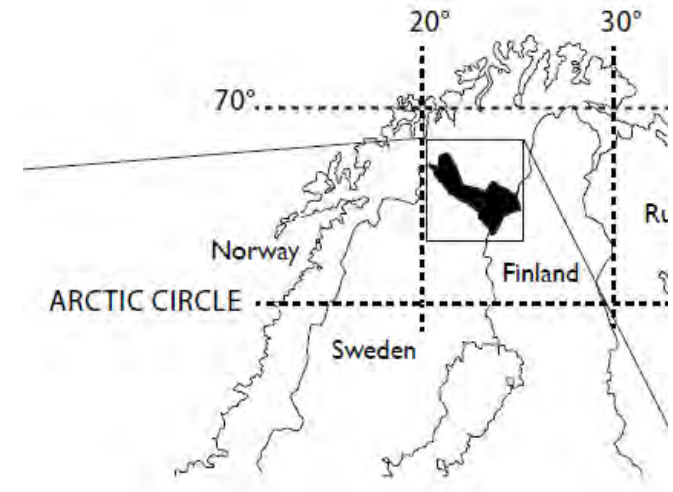 20° 30°
70°
Ru
Norway
Finland
ARCTIC CIRCLE
Sweden